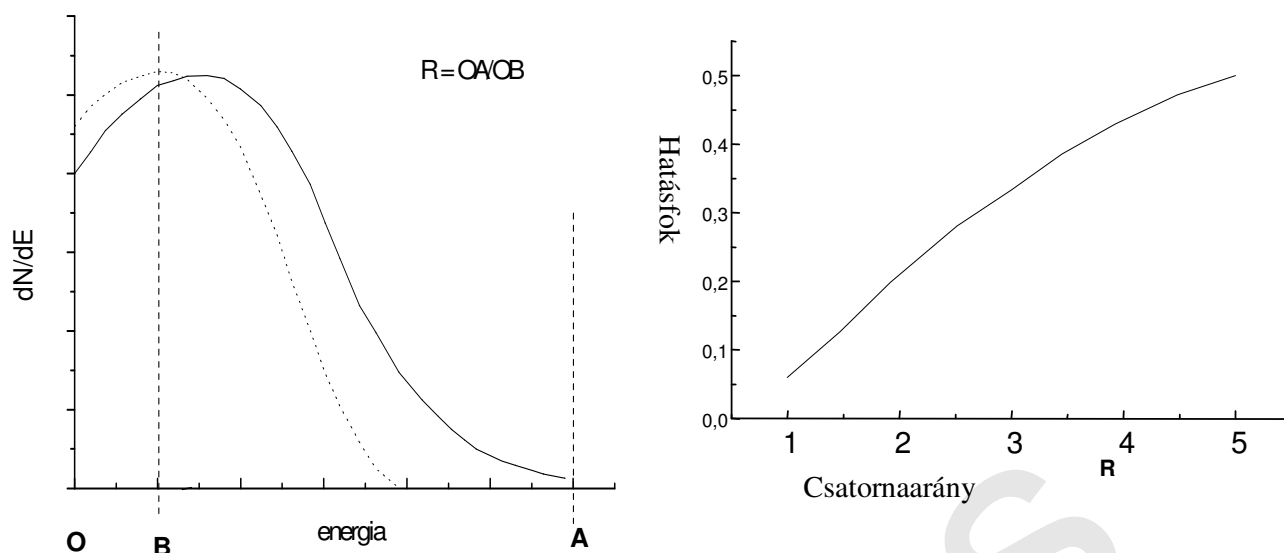 R = OA/OB
dN/dE
energia
O
B
A
Hatásfok
0,5
0,4
0,3
0,2
0,1
0,0
1 2 3 4 5
R
Csatornaarány